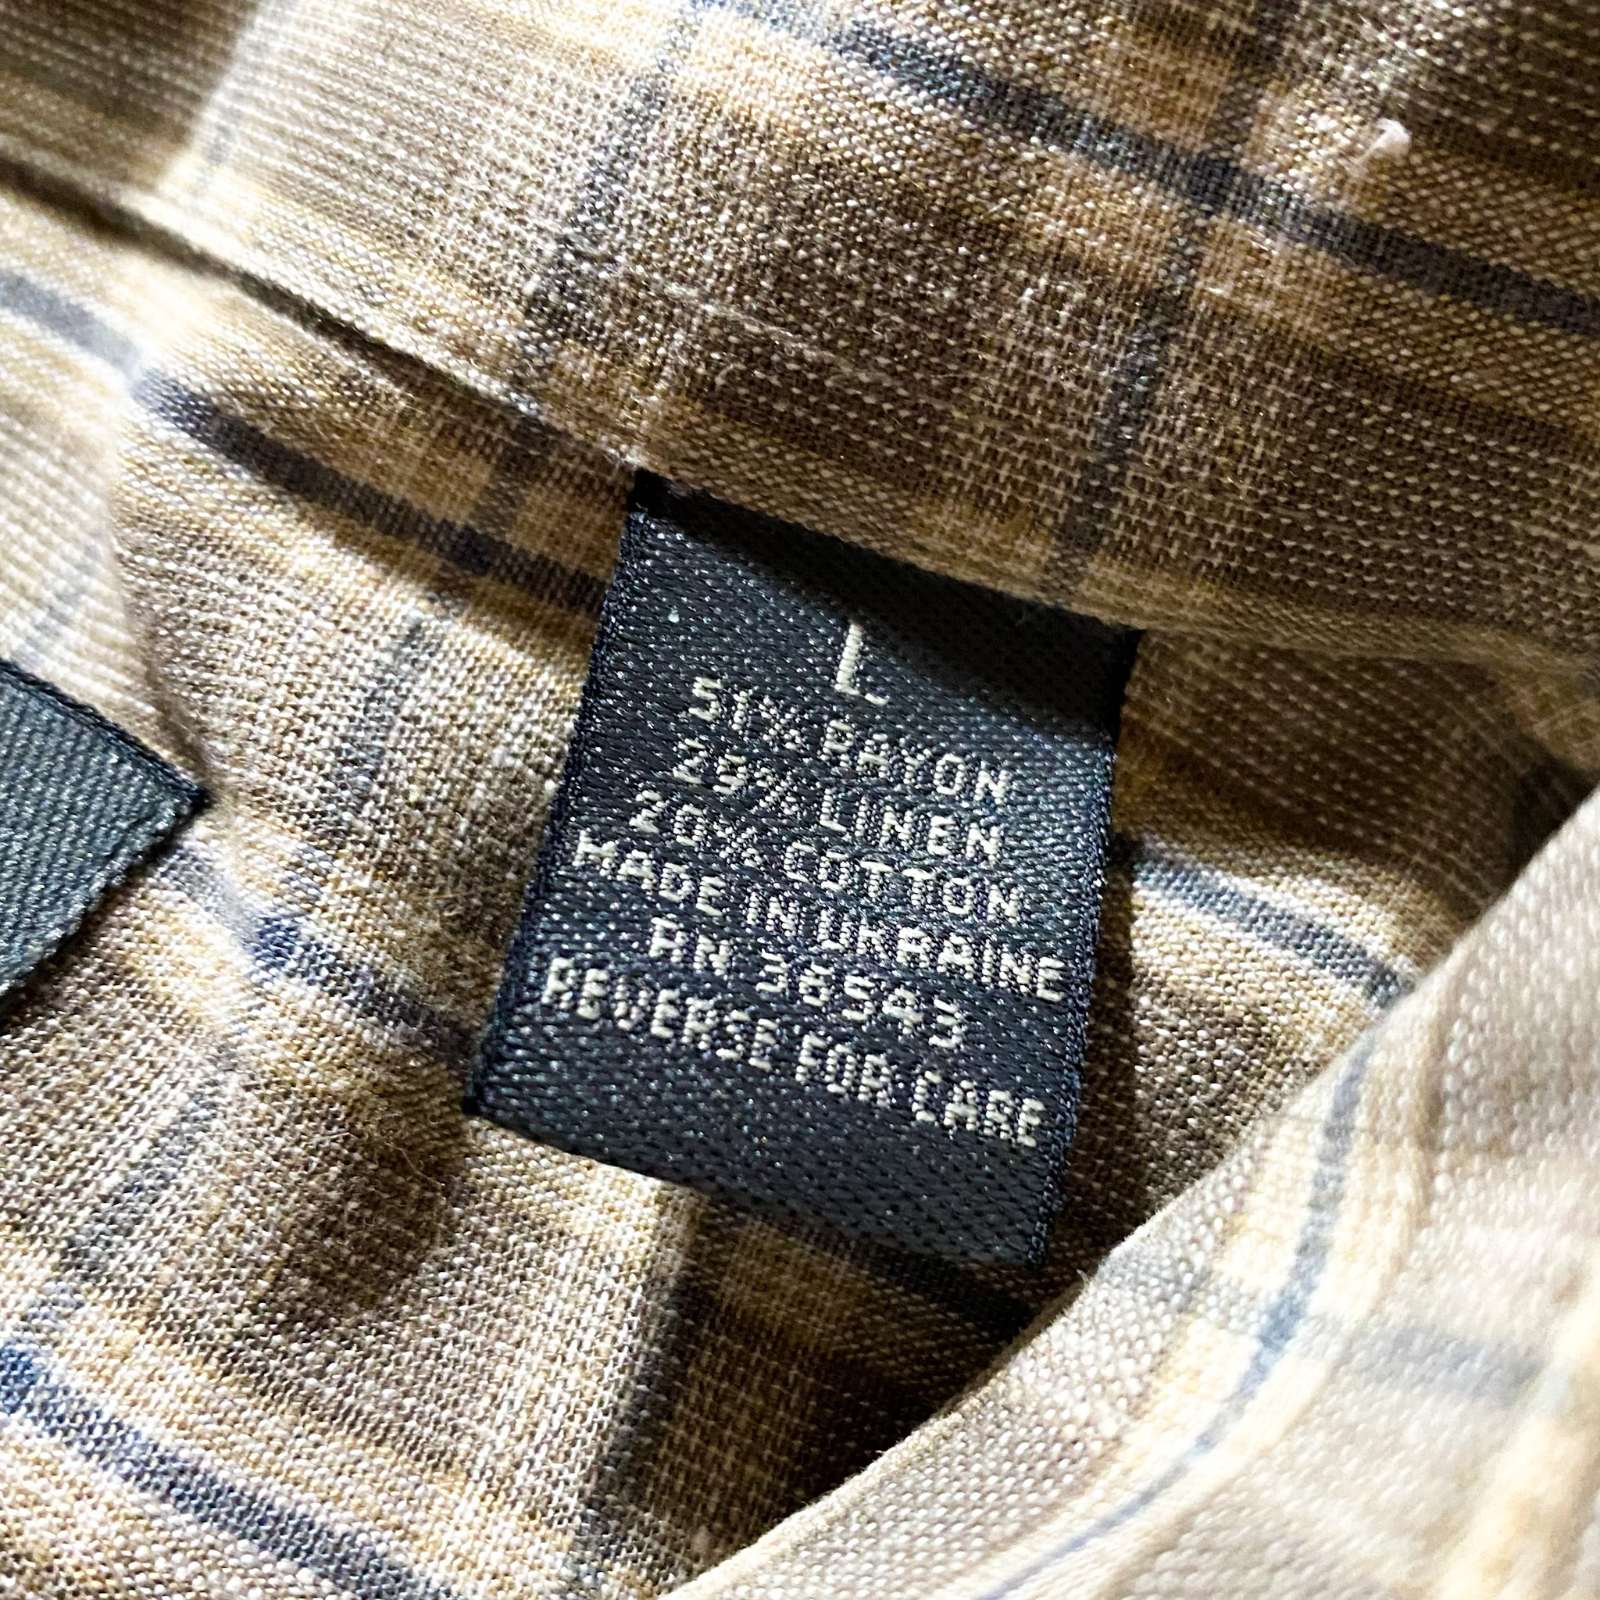 L
51% RAYON
29% LINEN
20% COTTON
MADE IN UKRAINE
RN 36543
REVERSE FOR CARE